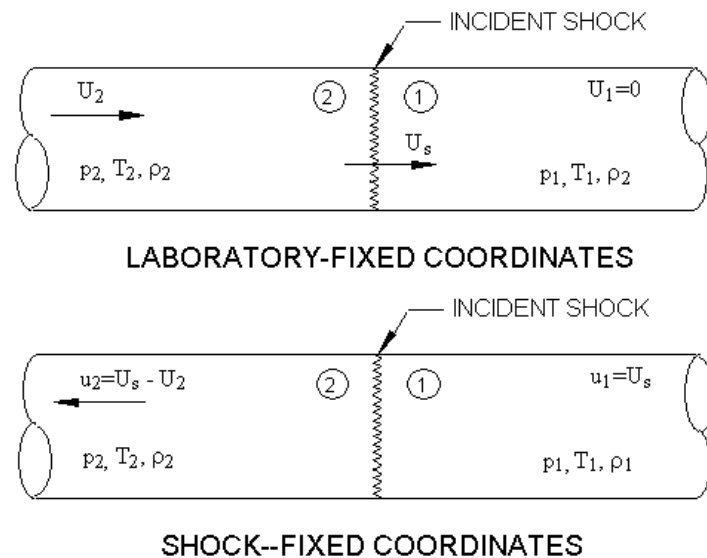 INCIDENT SHOCK
U₂ ② ① U₁=0
Uₛ
p₂, T₂, ρ₂ p₁, T₁, ρ₂
LABORATORY-FIXED COORDINATES
INCIDENT SHOCK
u₂=Uₛ - U₂ ② ① u₁=Uₛ
p₂, T₂, ρ₂ p₁, T₁, ρ₁
SHOCK--FIXED COORDINATES